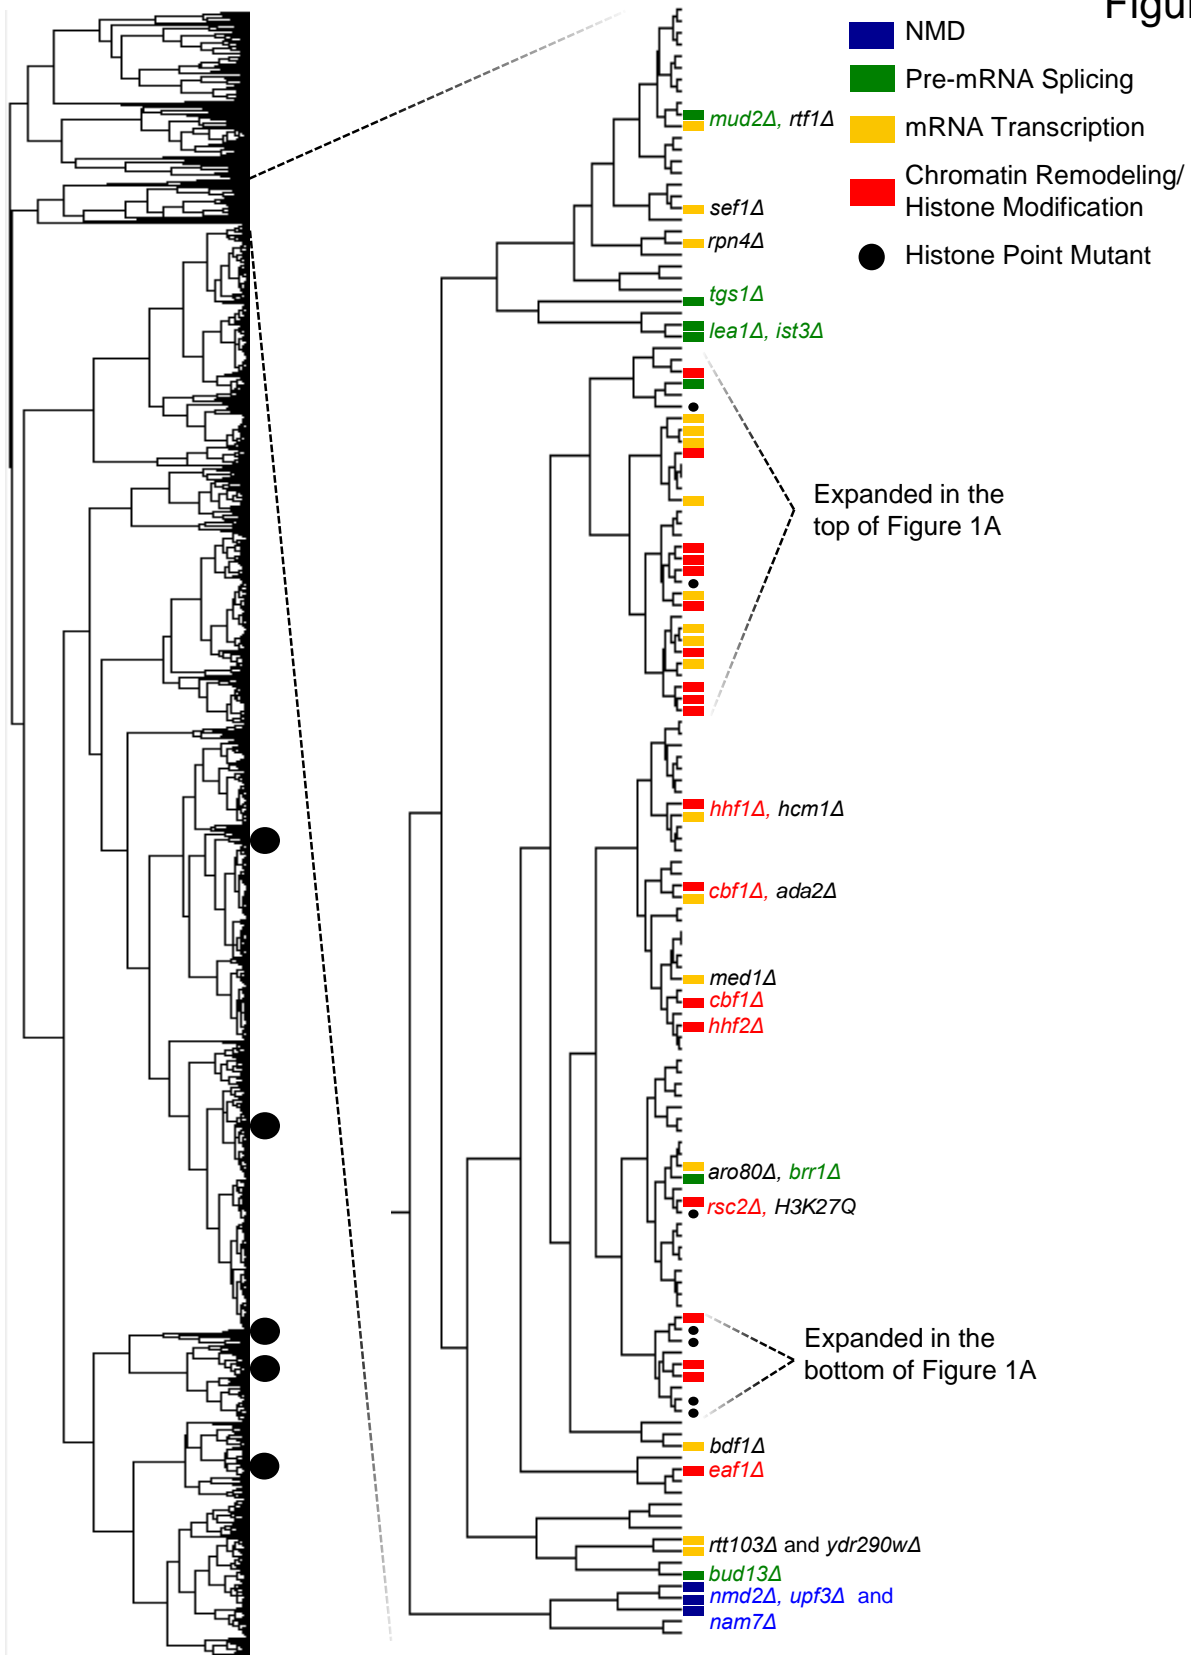 Figur
NMD
Pre-mRNA Splicing
mRNA Transcription
Chromatin Remodeling/
Histone Modification
Histone Point Mutant
mud2Δ, rtf1Δ
sef1Δ
rpn4Δ
tgs1Δ
lea1Δ, ist3Δ
Expanded in the
top of Figure 1A
hhf1Δ, hcm1Δ
cbf1Δ, ada2Δ
med1Δ
cbf1Δ
hhf2Δ
aro80Δ, brr1Δ
rsc2Δ, H3K27Q
Expanded in the
bottom of Figure 1A
bdf1Δ
eaf1Δ
rtt103Δ and ydr290wΔ
bud13Δ
nmd2Δ, upf3Δ and
nam7Δ